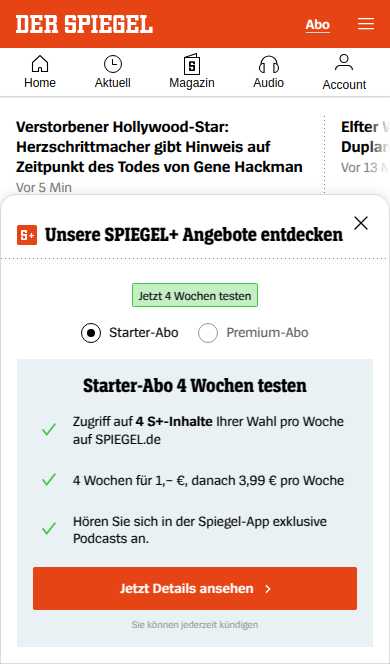 DER SPIEGEL
Abo
Home
Aktuell
Magazin
Audio
Account
Verstorbener Hollywood-Star:
Herzschrittmacher gibt Hinweis auf
Zeitpunkt des Todes von Gene Hackman
Vor 5 Min
Elfter
Vor 13
S+ Unsere SPIEGEL+ Angebote entdecken
Jetzt 4 Wochen testen
Starter-Abo
Premium-Abo
Starter-Abo 4 Wochen testen
Zugriff auf 4 S+-Inhalte Ihrer Wahl pro Woche
auf SPIEGEL.de
4 Wochen für 1,– €, danach 3,99 € pro Woche
Hören Sie sich in der Spiegel-App exklusive
Podcasts an.
Jetzt Details ansehen
Sie können jederzeit kündigen